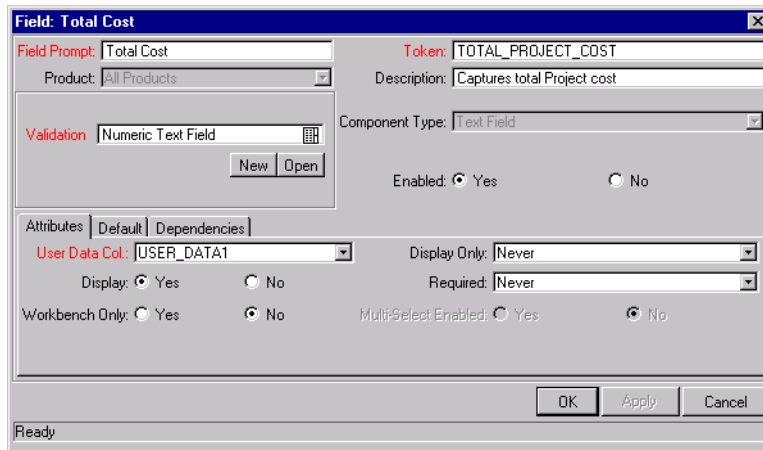 Field: Total Cost
Field Prompt: Total Cost Token: TOTAL_PROJECT_COST
Product: All Products Description: Captures total Project cost
Validation Numeric Text Field Component Type: Text Field
New Open
Enabled: Yes No
Attributes Default Dependencies
User Data Col.: USER_DATA1 Display Only: Never
Display: Yes No Required: Never
Workbench Only: Yes No Multi-Select Enabled: Yes No
OK Apply Cancel
Ready